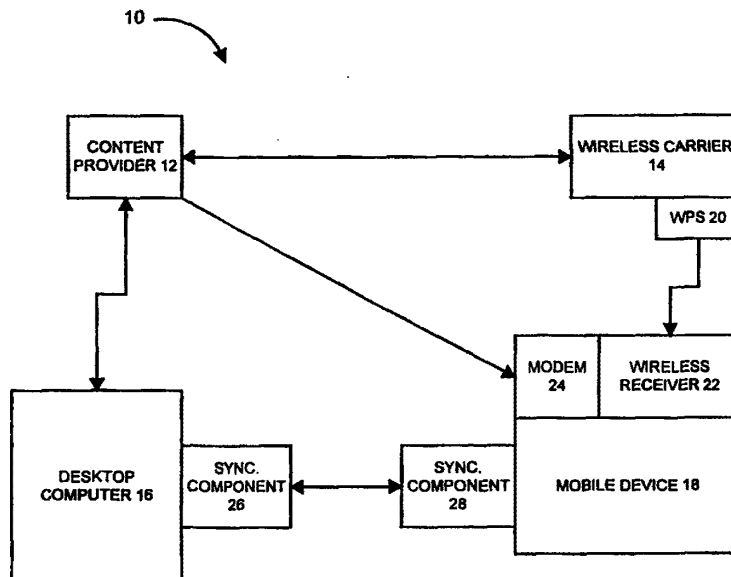 10
CONTENT
PROVIDER 12
WIRELESS CARRIER
14
WPS 20
MODEM
24
WIRELESS
RECEIVER 22
DESKTOP
COMPUTER 16
SYNC.
COMPONENT
26
SYNC.
COMPONENT
28
MOBILE DEVICE 18